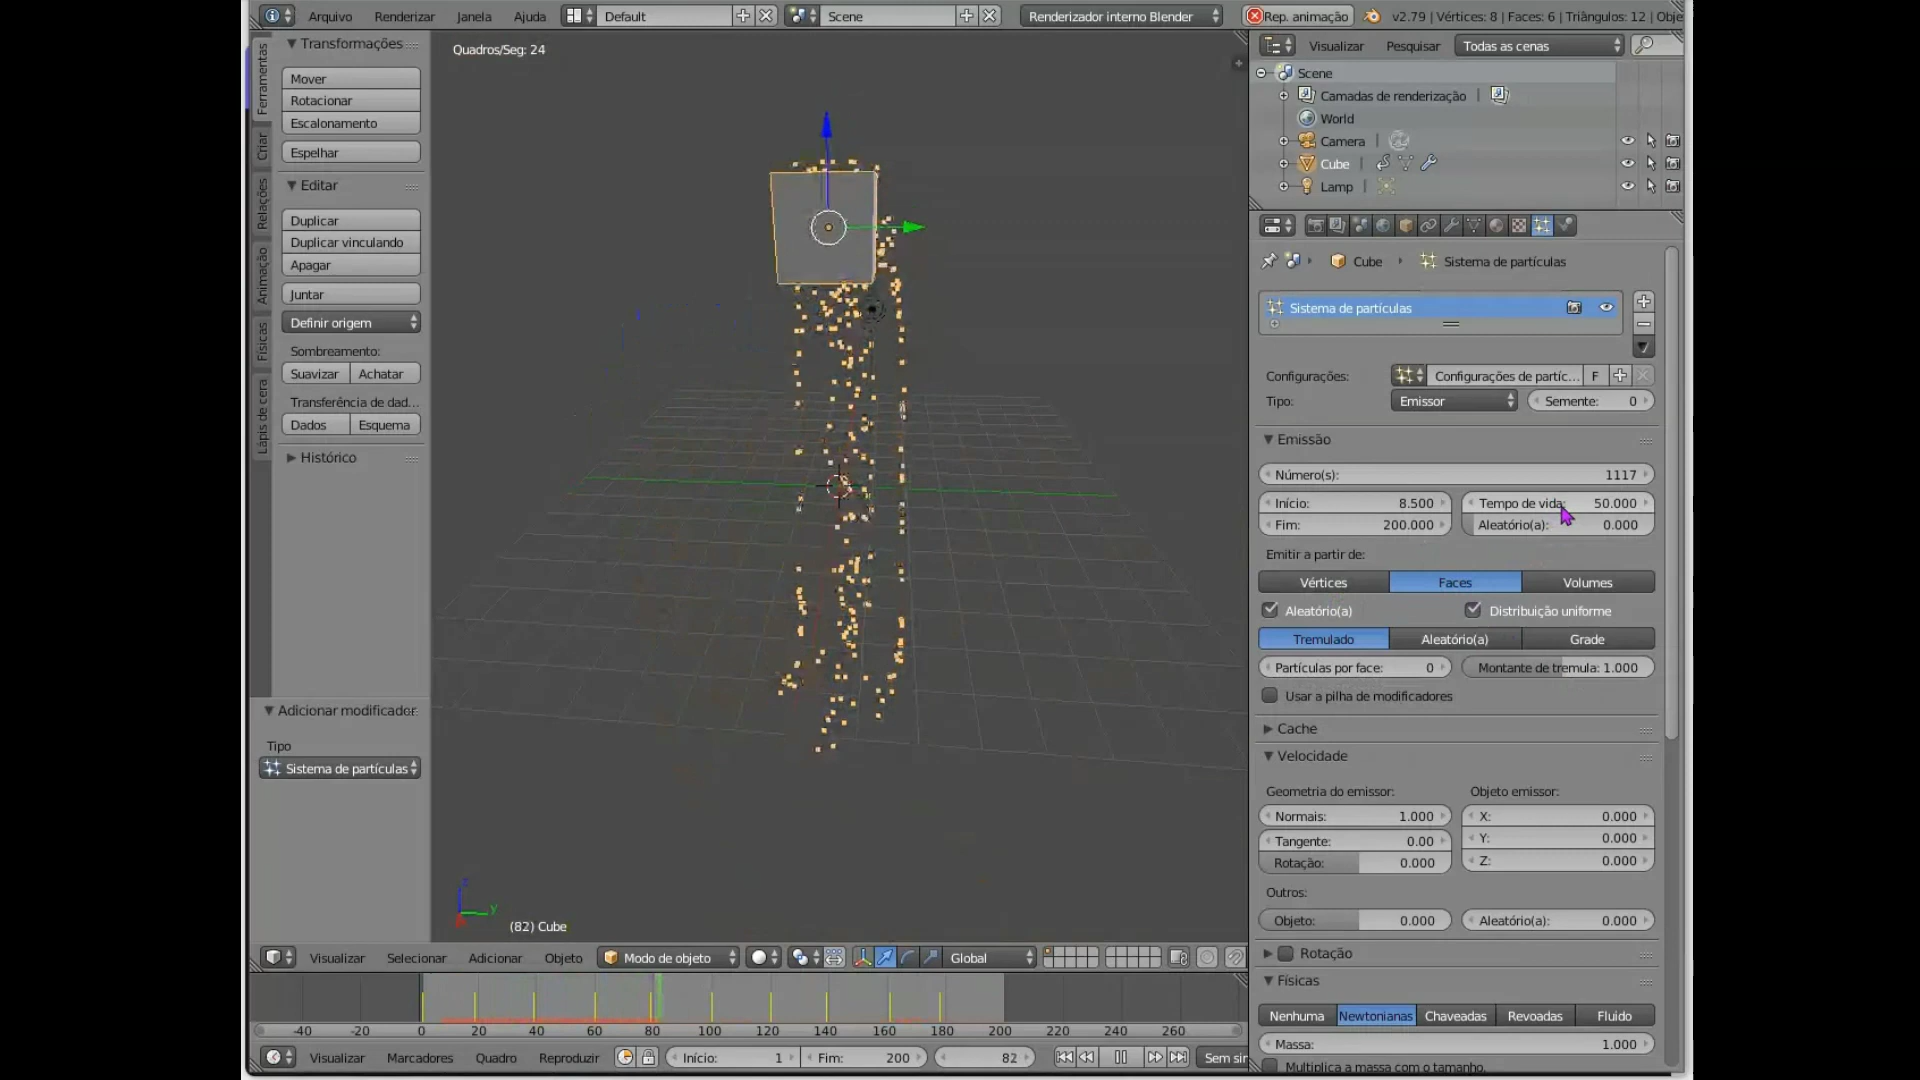 Arquivo Renderizar Janela Ajuda Default Scene Renderizador interno Blender Rep. animação v2.79 | Vértices: 8 | Faces: 6 | Triângulos: 12 | Obje
Ferramentas
Criar
Relações
Animação
Físicas
Lápis de cera
Transformações
Mover
Rotacionar
Escalonamento
Espelhar
Editar
Duplicar
Duplicar vinculando
Apagar
Juntar
Definir origem
Sombreamento:
Suavizar Achatar
Transferência de dad...
Dados Esquema
Histórico
Adicionar modificador
Tipo
Sistema de partículas
Quadros/Seg: 24
(82) Cube
Visualizar Selecionar Adicionar Objeto Modo de objeto Global
-40 -20 0 20 40 60 80 100 120 140 160 180 200 220 240 260
Visualizar Marcadores Quadro Reproduzir Início: 1 Fim: 200 82 Sem sir
Visualizar Pesquisar Todas as cenas
Scene
Camadas de renderização
World
Camera
Cube
Lamp
Cube Sistema de partículas
Sistema de partículas
Configurações: Configurações de partíc... F
Tipo: Emissor Semente: 0
Emissão
Número(s): 1117
Início: 8.500 Tempo de vida: 50.000
Fim: 200.000 Aleatório(a): 0.000
Emitir a partir de:
Vértices Faces Volumes
Aleatório(a) Distribuição uniforme
Tremulado Aleatório(a) Grade
Partículas por face: 0 Montante de tremula: 1.000
Usar a pilha de modificadores
Cache
Velocidade
Geometria do emissor: Objeto emissor:
Normais: 1.000 X: 0.000
Tangente: 0.00 Y: 0.000
Rotação: 0.000 Z: 0.000
Outros:
Objeto: 0.000 Aleatório(a): 0.000
Rotação
Físicas
Nenhuma Newtonianas Chaveadas Revoadas Fluido
Massa: 1.000
Multiplica a massa com o tamanho.